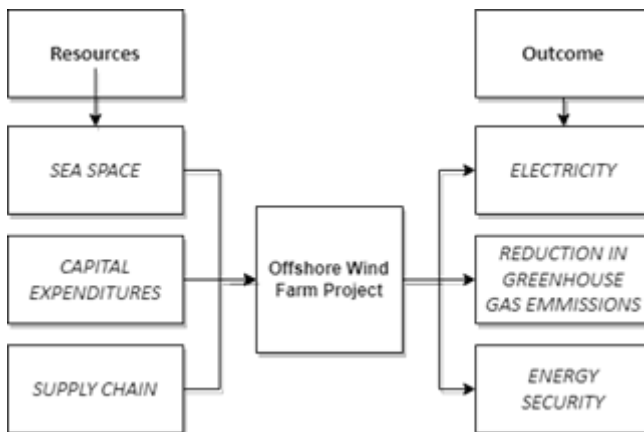 Resources
Outcome
SEA SPACE
ELECTRICITY
CAPITAL
EXPENDITURES
Offshore Wind
Farm Project
REDUCTION IN
GREENHOUSE
GAS EMMISSIONS
SUPPLY CHAIN
ENERGY
SECURITY